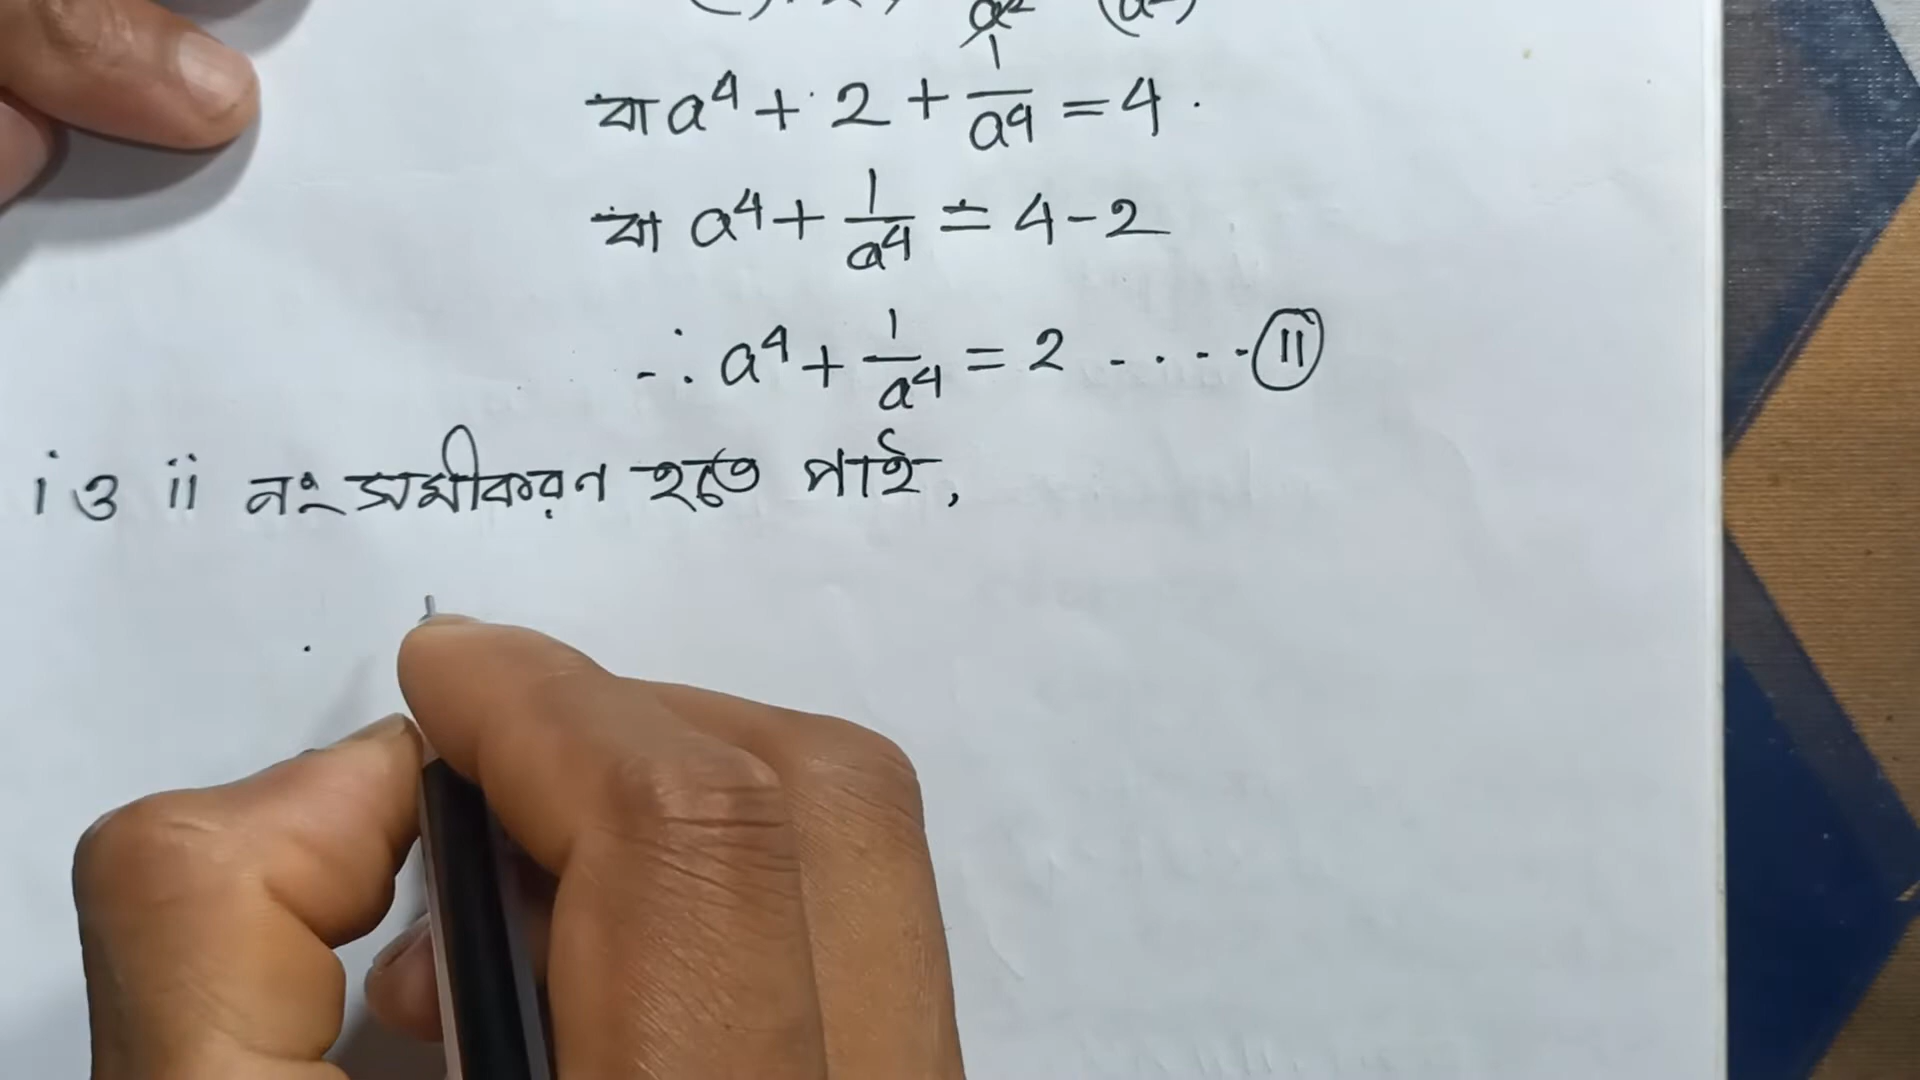 বা a⁴ + 2 + 1/a⁴ = 4
বা a⁴ + 1/a⁴ = 4 - 2
∴ a⁴ + 1/a⁴ = 2 - - - - (II)
i ও ii নং সমীকরণ হতে পাই,